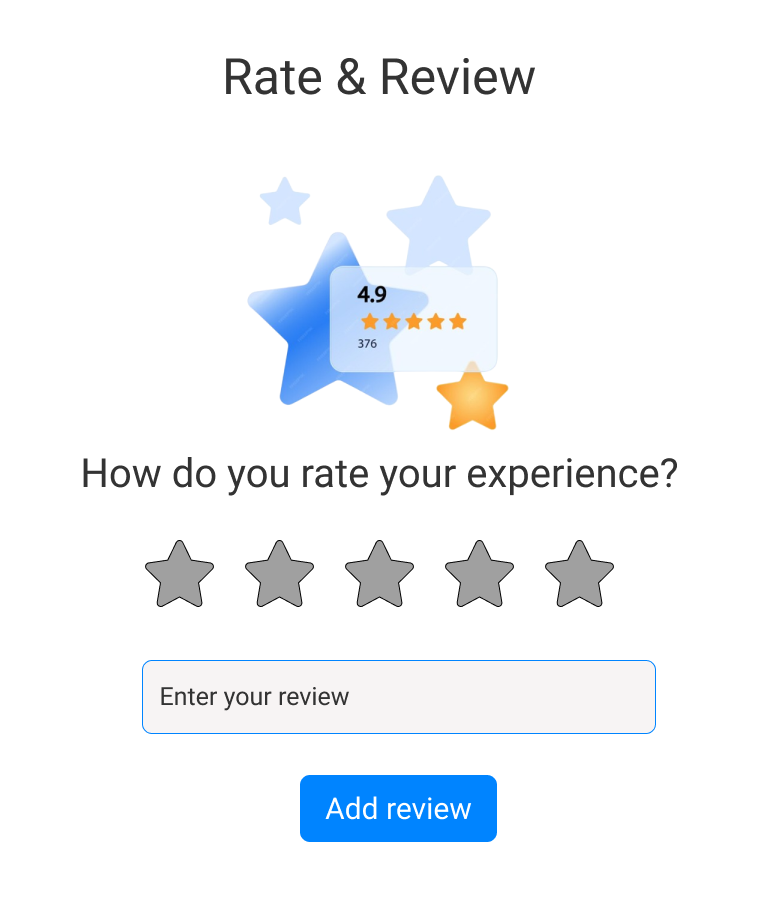 Rate & Review
4.9
376
How do you rate your experience?
Enter your review
Add review